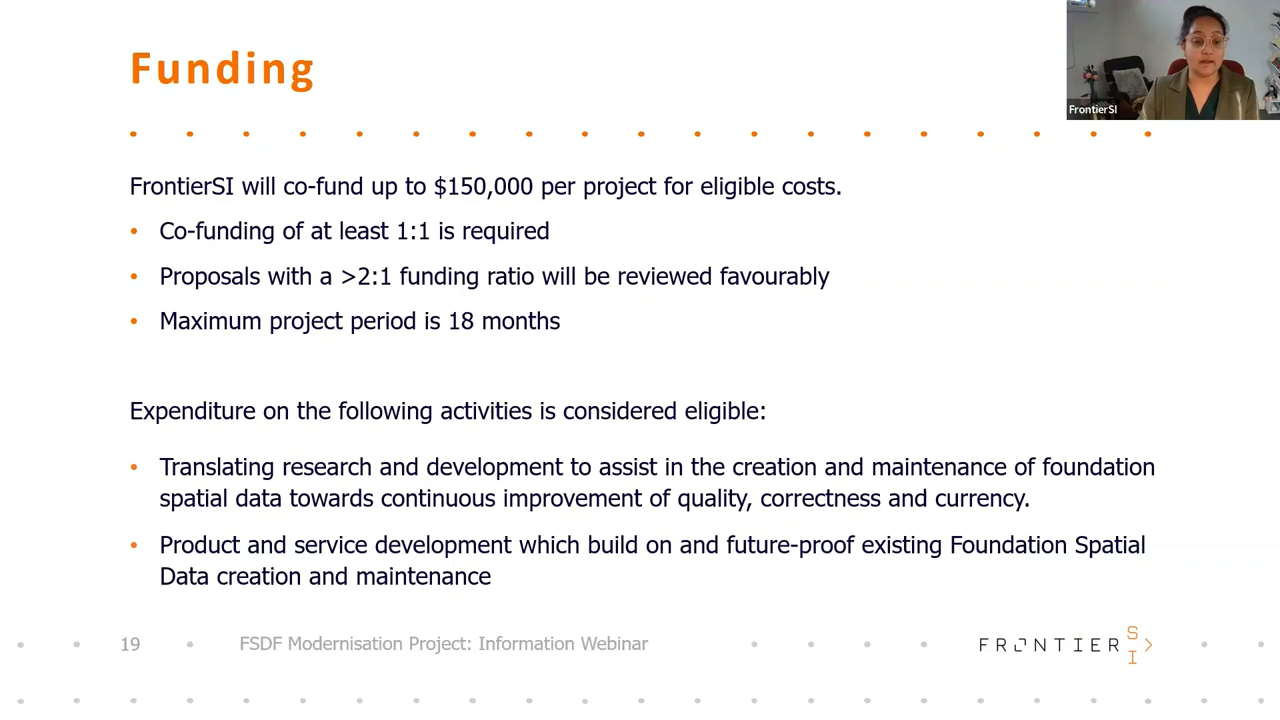 Funding
FrontierSI
FrontierSI will co-fund up to $150,000 per project for eligible costs.
• Co-funding of at least 1:1 is required
• Proposals with a >2:1 funding ratio will be reviewed favourably
• Maximum project period is 18 months
Expenditure on the following activities is considered eligible:
• Translating research and development to assist in the creation and maintenance of foundation
spatial data towards continuous improvement of quality, correctness and currency.
• Product and service development which build on and future-proof existing Foundation Spatial
Data creation and maintenance
19 FSDF Modernisation Project: Information Webinar
FRONTIER SI